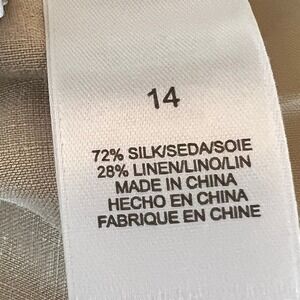 14
72% SILK/SEDA/SOIE
28% LINEN/LINO/LIN
MADE IN CHINA
HECHO EN CHINA
FABRIQUE EN CHINE